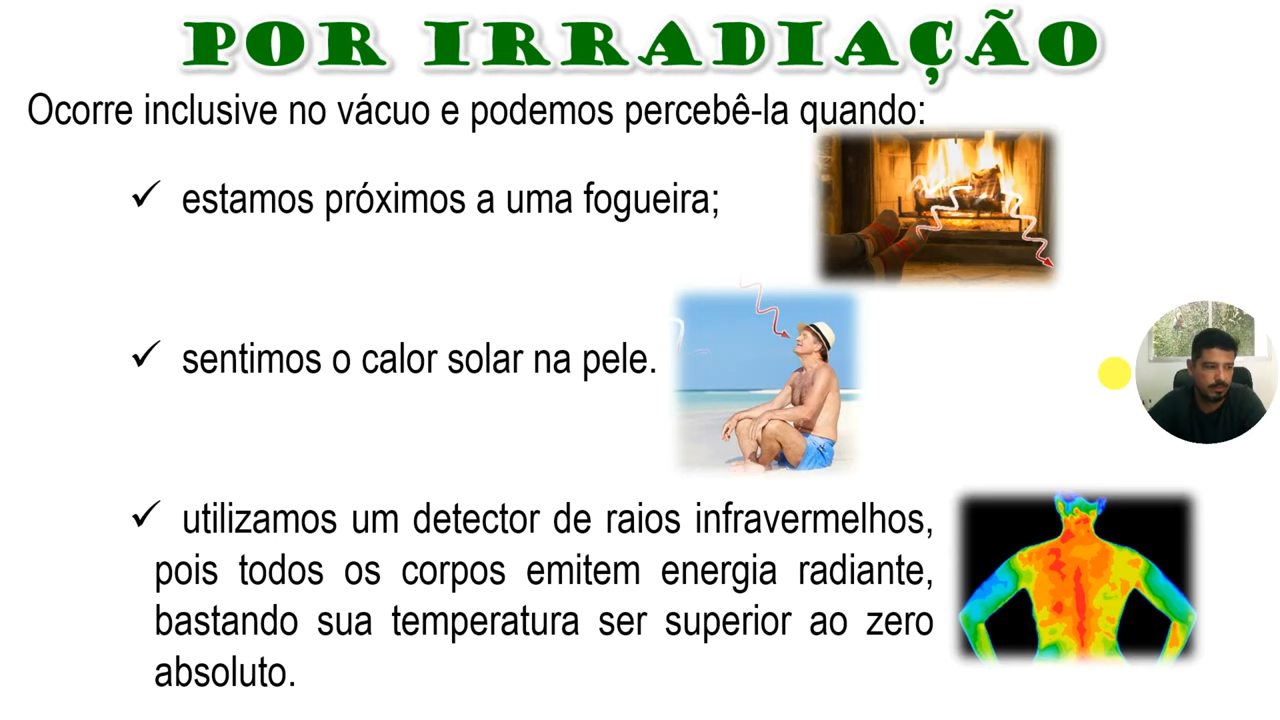 POR IRRADIAÇÃO
Ocorre inclusive no vácuo e podemos percebê-la quando:
✓ estamos próximos a uma fogueira;
✓ sentimos o calor solar na pele.
✓ utilizamos um detector de raios infravermelhos,
pois todos os corpos emitem energia radiante,
bastando sua temperatura ser superior ao zero
absoluto.